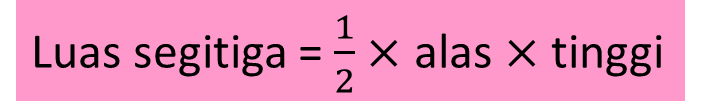 Luas segitiga = 1/2 × alas × tinggi